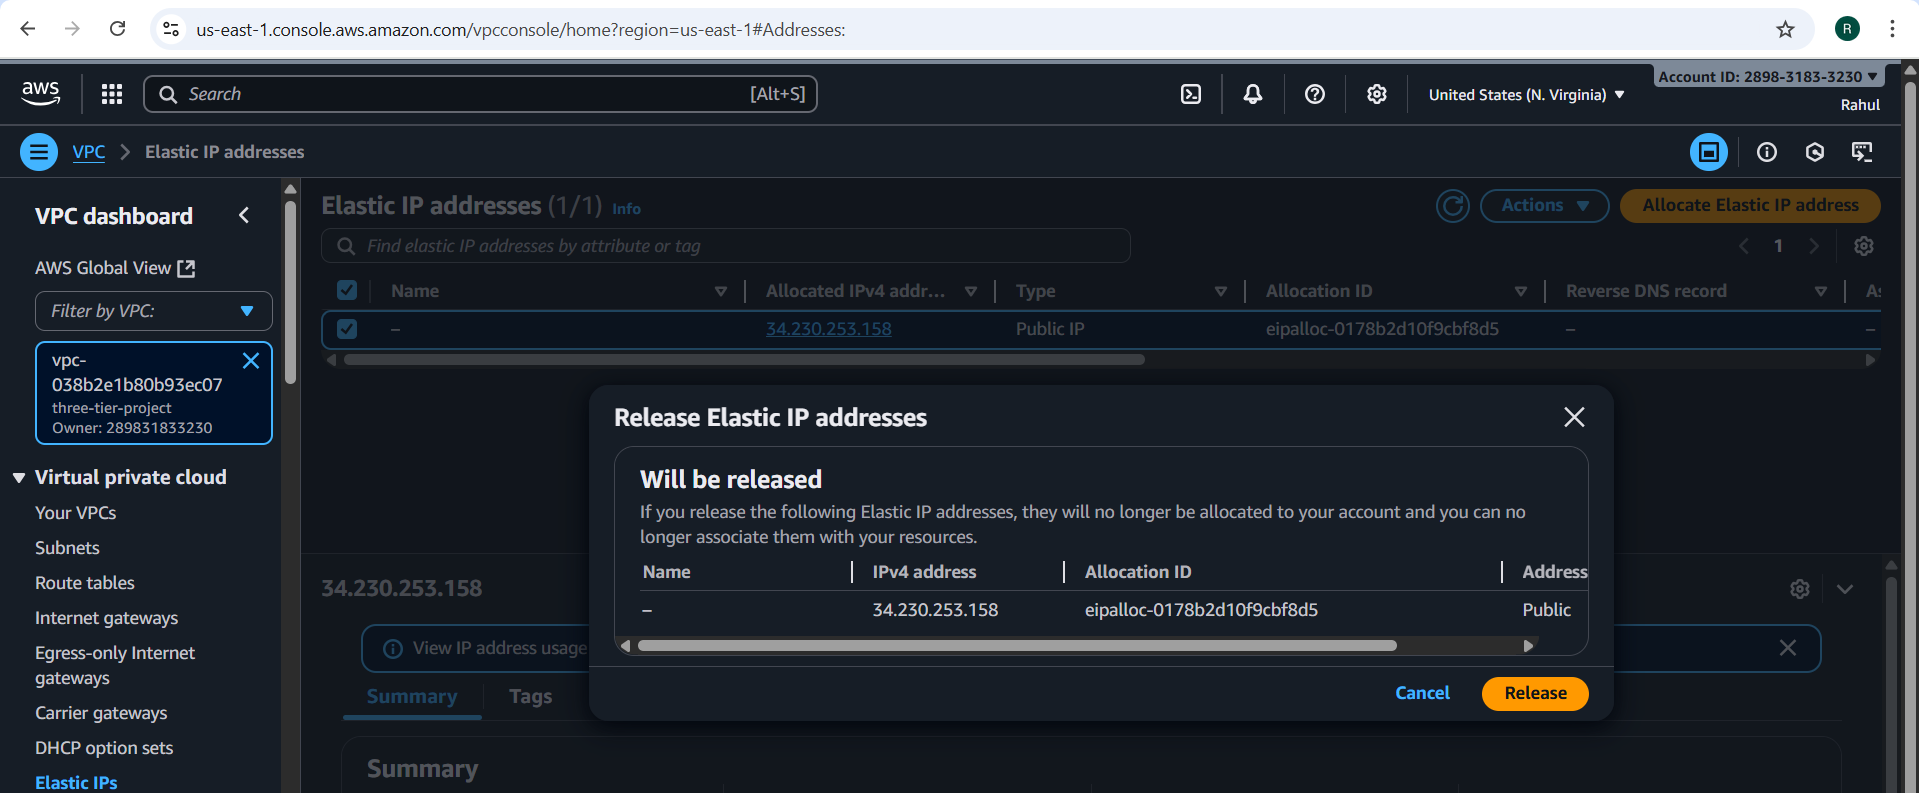 us-east-1.console.aws.amazon.com/vpcconsole/home?region=us-east-1#Addresses:
R
aws
Search
[Alt+S]
United States (N. Virginia)
Account ID: 2898-3183-3230
Rahul
VPC
Elastic IP addresses
VPC dashboard
AWS Global View
Filter by VPC:
vpc-
038b2e1b80b93ec07
three-tier-project
Owner: 289831833230
Virtual private cloud
Your VPCs
Subnets
Route tables
Internet gateways
Egress-only Internet
gateways
Carrier gateways
DHCP option sets
Elastic IPs
Elastic IP addresses (1/1) Info
Actions
Allocate Elastic IP address
Find elastic IP addresses by attribute or tag
1
Name Allocated IPv4 addr... Type Allocation ID Reverse DNS record
– 34.230.253.158 Public IP eipalloc-0178b2d10f9cbf8d5 – –
Release Elastic IP addresses
Will be released
If you release the following Elastic IP addresses, they will no longer be allocated to your account and you can no
longer associate them with your resources.
Name IPv4 address Allocation ID Address
– 34.230.253.158 eipalloc-0178b2d10f9cbf8d5 Public
Cancel
Release
34.230.253.158
View IP address usage
Summary
Tags
Summary